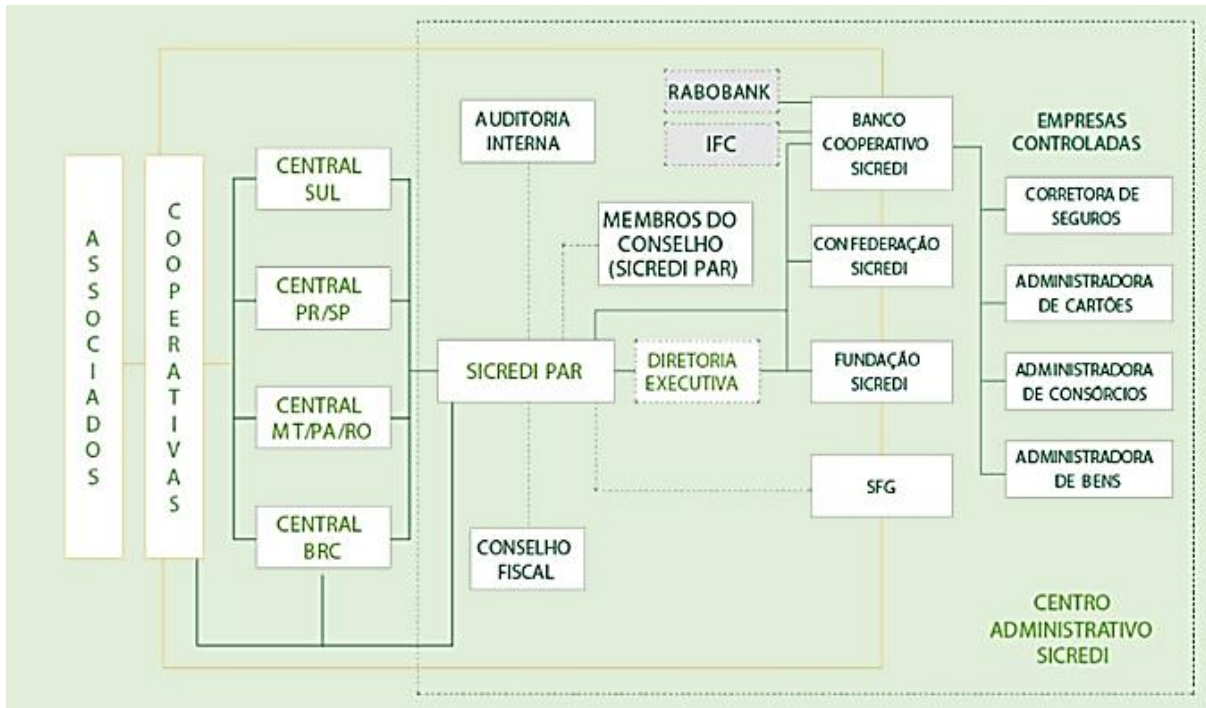 ASSOCIADOS
COOPERATIVAS
CENTRAL
SUL
CENTRAL
PR/SP
CENTRAL
MT/PA/RO
CENTRAL
BRC
AUDITORIA
INTERNA
MEMBROS DO
CONSELHO
(SICREDI PAR)
SICREDI PAR
DIRETORIA
EXECUTIVA
CONSELHO
FISCAL
RABOBANK
IFC
BANCO
COOPERATIVO
SICREDI
CONFEDERAÇÃO
SICREDI
FUNDAÇÃO
SICREDI
SFG
EMPRESAS
CONTROLADAS
CORRETORA DE
SEGUROS
ADMINISTRADORA
DE CARTÕES
ADMINISTRADORA
DE CONSÓRCIOS
ADMINISTRADORA
DE BENS
CENTRO
ADMINISTRATIVO
SICREDI